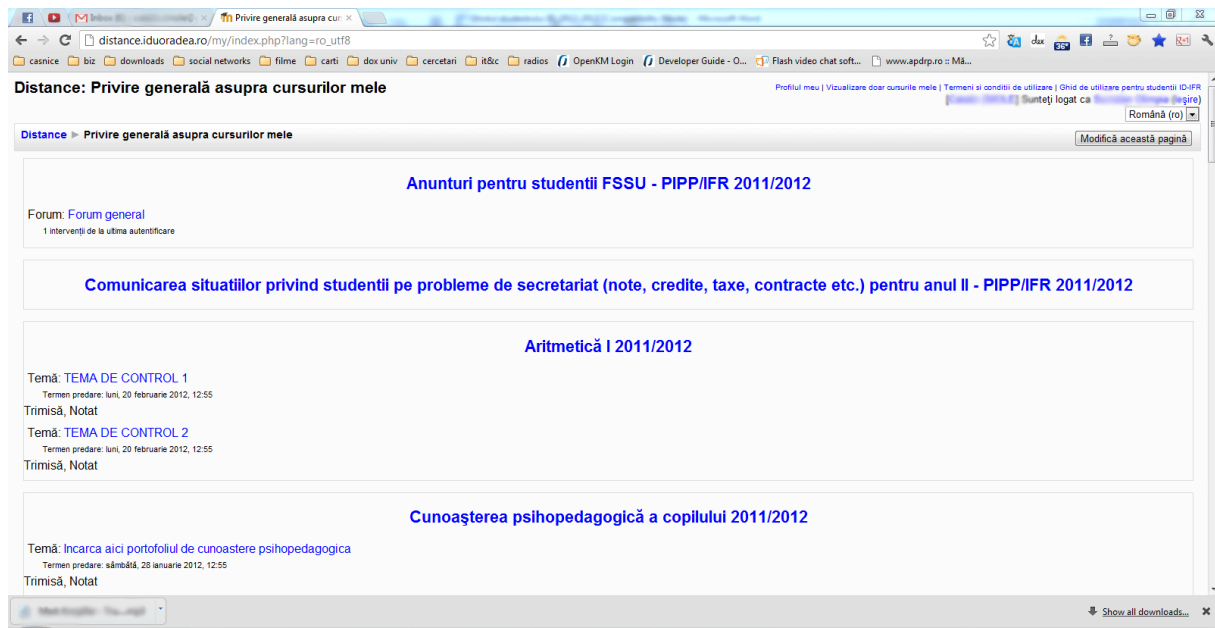 Privire generală asupra cur
distance.iduoradea.ro/my/index.php?lang=ro_utf8
36°
casnice biz downloads social networks filme carti dox univ cercetari it&c radios OpenKM Login Developer Guide - O... Flash video chat soft... www.apdrp.ro :: Mă...
Distance: Privire generală asupra cursurilor mele
Profilul meu | Vizualizare doar cursurile mele | Termeni si conditii de utilizare | Ghid de utilizare pentru studentii ID-IFR
Sunteţi logat ca (Ieşire)
Română (ro)
Distance ► Privire generală asupra cursurilor mele
Modifică această pagină
Anunturi pentru studentii FSSU - PIPP/IFR 2011/2012
Forum: Forum general
1 intervenţii de la ultima autentificare
Comunicarea situatiilor privind studentii pe probleme de secretariat (note, credite, taxe, contracte etc.) pentru anul II - PIPP/IFR 2011/2012
Aritmetică I 2011/2012
Temă: TEMA DE CONTROL 1
Termen predare: luni, 20 februarie 2012, 12:55
Trimisă, Notat
Temă: TEMA DE CONTROL 2
Termen predare: luni, 20 februarie 2012, 12:55
Trimisă, Notat
Cunoaşterea psihopedagogică a copilului 2011/2012
Temă: Incarca aici portofoliul de cunoastere psihopedagogica
Termen predare: sâmbătă, 28 ianuarie 2012, 12:55
Trimisă, Notat
Show all downloads...